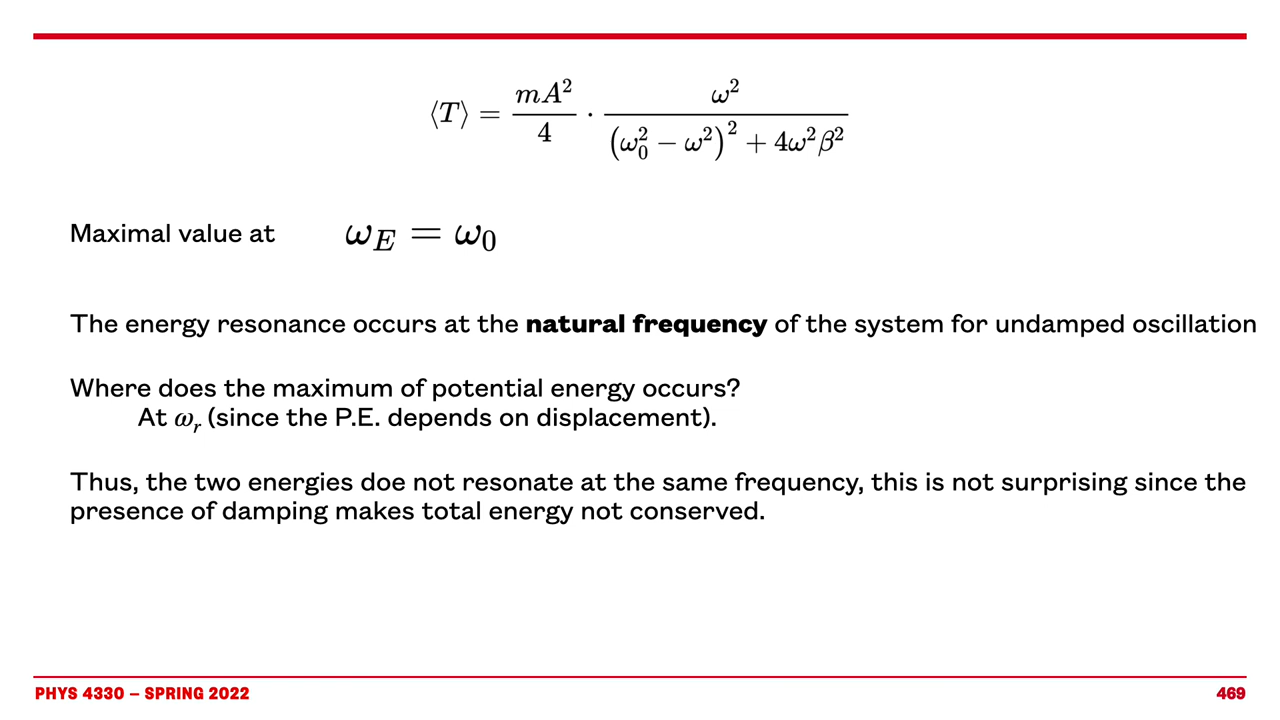 ⟨T⟩ = mA²/4 · ω²/((ω₀² − ω²)² + 4ω²β²)
Maximal value at ω_E = ω₀
The energy resonance occurs at the natural frequency of the system for undamped oscillation
Where does the maximum of potential energy occurs?
At ω_r (since the P.E. depends on displacement).
Thus, the two energies doe not resonate at the same frequency, this is not surprising since the
presence of damping makes total energy not conserved.
PHYS 4330 – SPRING 2022 469